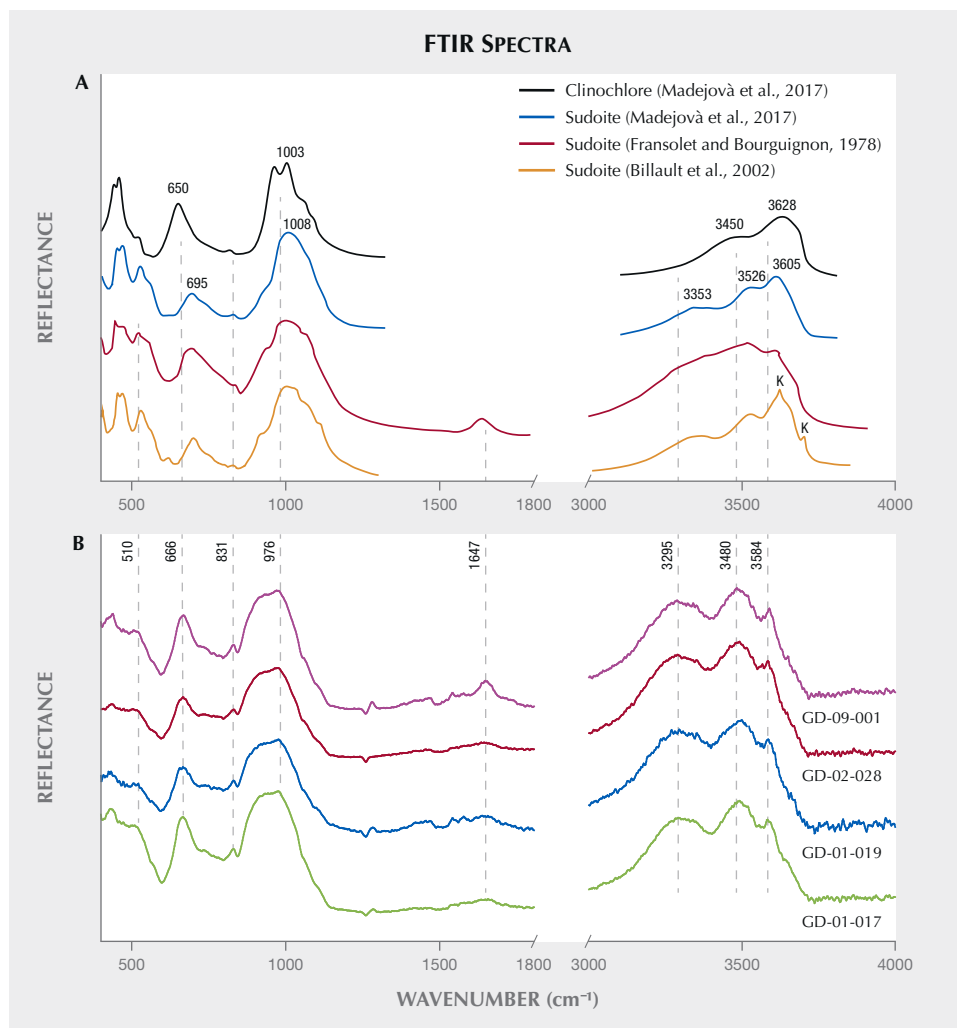 FTIR SPECTRA
A
Clinochlore (Madejovà et al., 2017)
Sudoite (Madejovà et al., 2017)
Sudoite (Fransolet and Bourguignon, 1978)
Sudoite (Billault et al., 2002)
REFLECTANCE
650
1003
1008
695
3450
3628
3353
3526
3605
K
K
500
1000
1500
1800
3000
3500
4000
B
510
666
831
976
1647
3295
3480
3584
REFLECTANCE
GD-09-001
GD-02-028
GD-01-019
GD-01-017
500
1000
1500
1800
3000
3500
4000
WAVENUMBER (cm⁻¹)